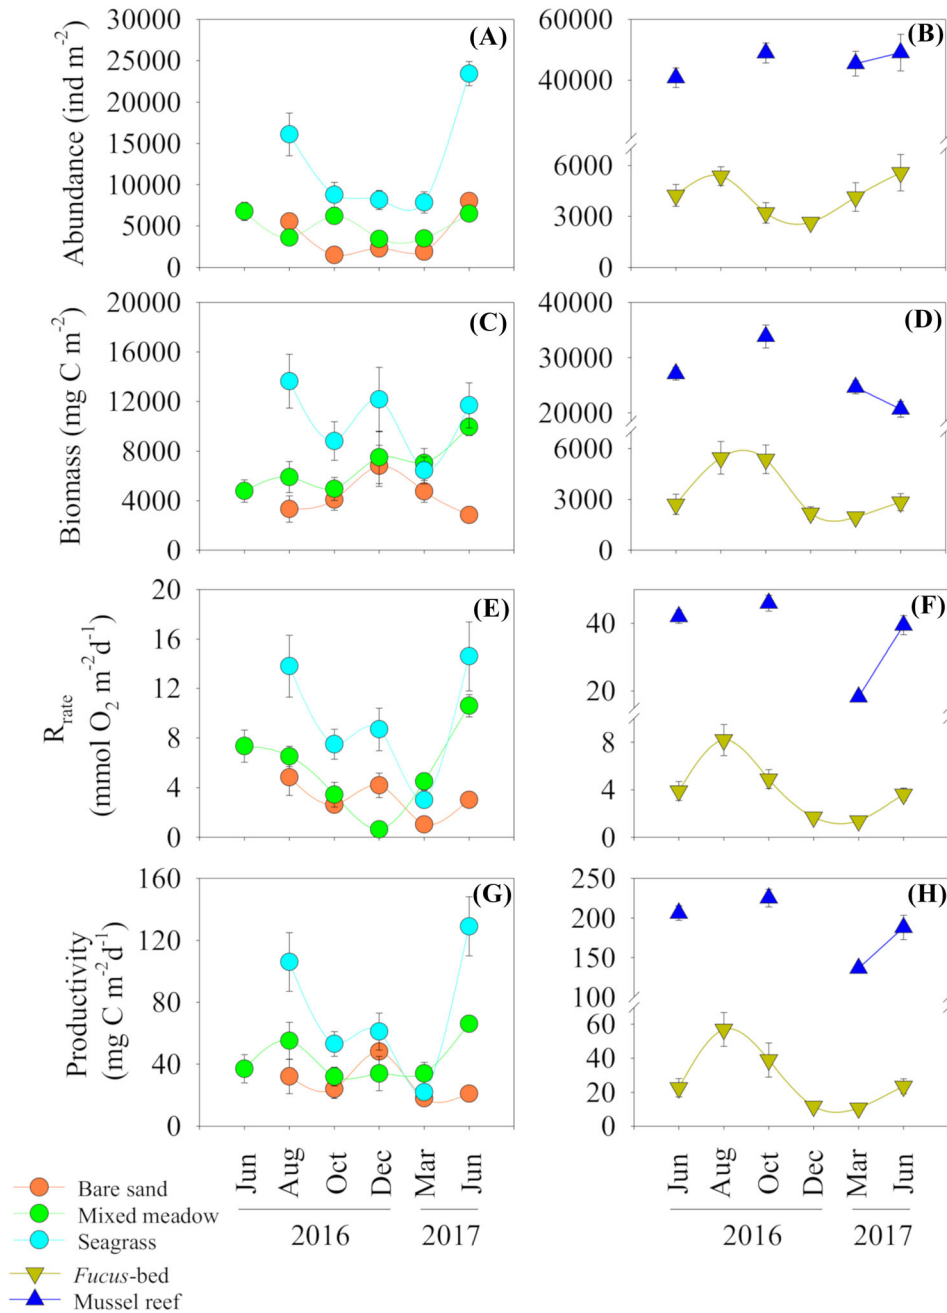 (A)
Abundance (ind m⁻²)
30000
25000
20000
15000
10000
5000
0
(B)
60000
40000
6000
3000
0
(C)
Biomass (mg C m⁻²)
20000
16000
12000
8000
4000
0
(D)
40000
30000
20000
6000
3000
0
(E)
R_rate
(mmol O₂ m⁻²d⁻¹)
20
16
12
8
4
0
(F)
40
20
8
4
0
(G)
Productivity
(mg C m⁻²d⁻¹)
160
120
80
40
0
(H)
250
200
150
100
60
40
20
0
Jun Aug Oct Dec Mar Jun
2016 2017
Jun Aug Oct Dec Mar Jun
2016 2017
Bare sand
Mixed meadow
Seagrass
Fucus-bed
Mussel reef